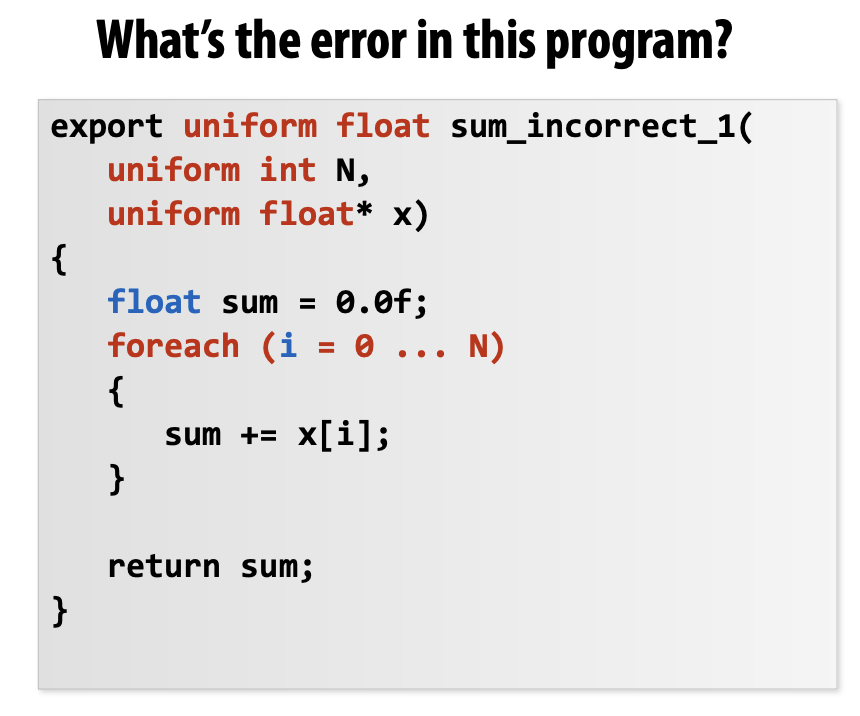 What's the error in this program?
export uniform float sum_incorrect_1(
uniform int N,
uniform float* x)
{
float sum = 0.0f;
foreach (i = 0 ... N)
{
sum += x[i];
}
return sum;
}